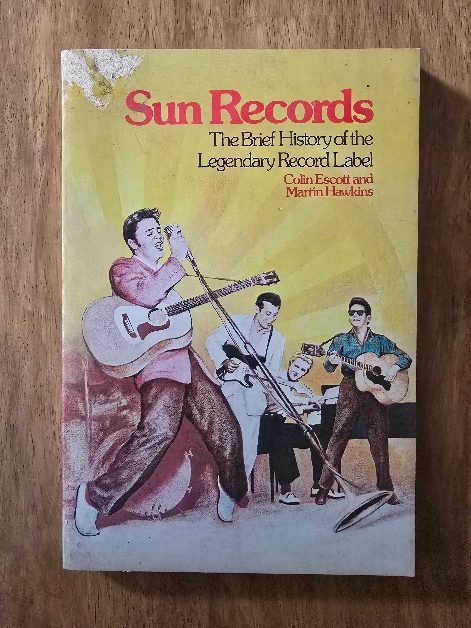 Sun Records
The Brief History of the
Legendary Record Label
Colin Escott and
Martin Hawkins